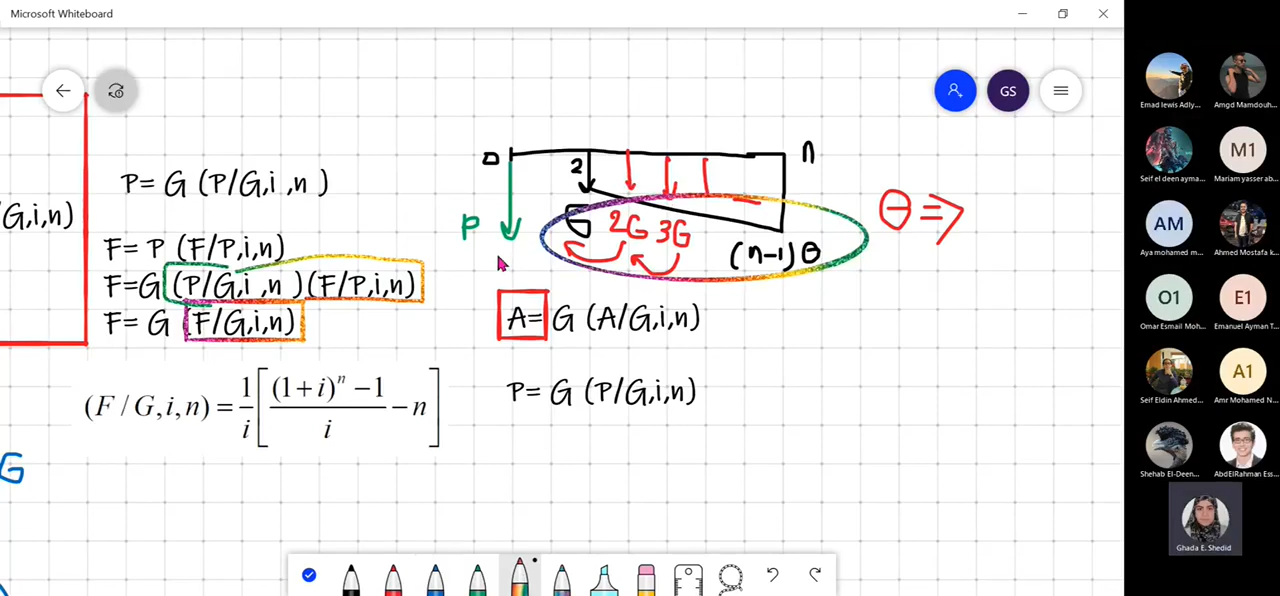 Microsoft Whiteboard
GS
P= G (P/G,i,n)
/G,i,n)
F= P (F/P,i,n)
F=G (P/G,i,n)(F/P,i,n)
F= G (F/G,i,n)
(F / G, i, n) = 1/i [ ((1+i)^n - 1)/i - n ]
G
0
2
n
P
G
2G
3G
(n-1)G
G =>
A= G (A/G,i,n)
P= G (P/G,i,n)
Emad lewis Adly...
Amgd Mamdouh...
Seif el deen ayma...
M1
Mariam yasser ab...
AM
Aya mohamed m...
Ahmed Mostafa k...
O1
Omar Esmail Moh...
E1
Emanuel Ayman T...
Seif Eldin Ahmed...
A1
Amr Mohamed N...
Shehab El-Deen...
AbdElRahman Ess...
Ghada E. Shedid